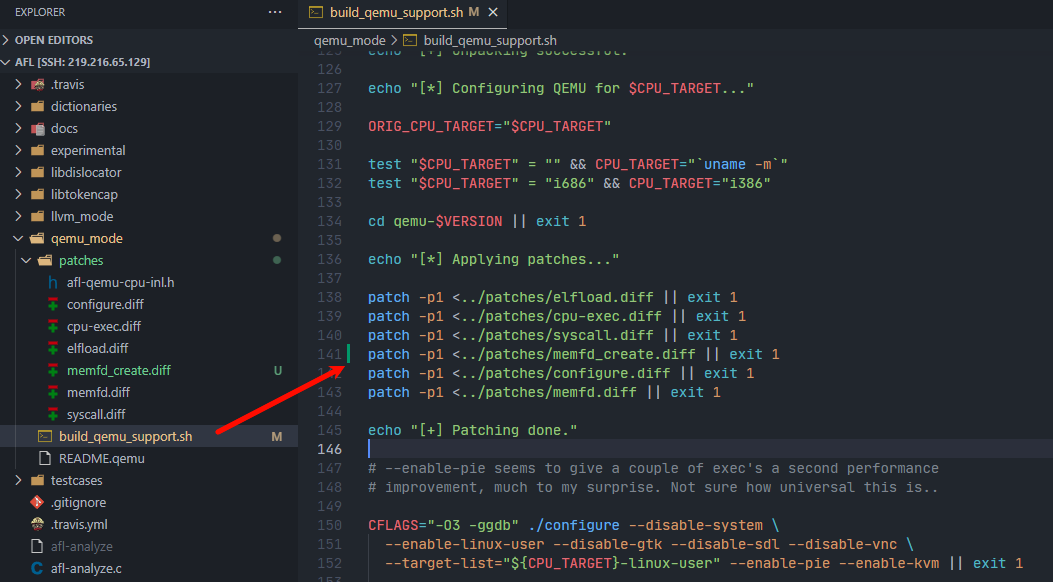 EXPLORER
OPEN EDITORS
AFL [SSH: 219.216.65.129]
.travis
dictionaries
docs
experimental
libdislocator
libtokencap
llvm_mode
qemu_mode
patches
h afl-qemu-cpu-inl.h
configure.diff
cpu-exec.diff
elfload.diff
memfd_create.diff U
memfd.diff
syscall.diff
build_qemu_support.sh M
README.qemu
testcases
.gitignore
.travis.yml
afl-analyze
C afl-analyze.c
build_qemu_support.sh M
qemu_mode > build_qemu_support.sh
125 echo "[+] Unpacking successful."
126
127 echo "[*] Configuring QEMU for $CPU_TARGET..."
128
129 ORIG_CPU_TARGET="$CPU_TARGET"
130
131 test "$CPU_TARGET" = "" && CPU_TARGET="`uname -m`"
132 test "$CPU_TARGET" = "i686" && CPU_TARGET="i386"
133
134 cd qemu-$VERSION || exit 1
135
136 echo "[*] Applying patches..."
137
138 patch -p1 <../patches/elfload.diff || exit 1
139 patch -p1 <../patches/cpu-exec.diff || exit 1
140 patch -p1 <../patches/syscall.diff || exit 1
141 patch -p1 <../patches/memfd_create.diff || exit 1
142 patch -p1 <../patches/configure.diff || exit 1
143 patch -p1 <../patches/memfd.diff || exit 1
144
145 echo "[+] Patching done."
146
147 # --enable-pie seems to give a couple of exec's a second performance
148 # improvement, much to my surprise. Not sure how universal this is..
149
150 CFLAGS="-O3 -ggdb" ./configure --disable-system \
151 --enable-linux-user --disable-gtk --disable-sdl --disable-vnc \
152 --target-list="${CPU_TARGET}-linux-user" --enable-pie --enable-kvm || exit 1
153